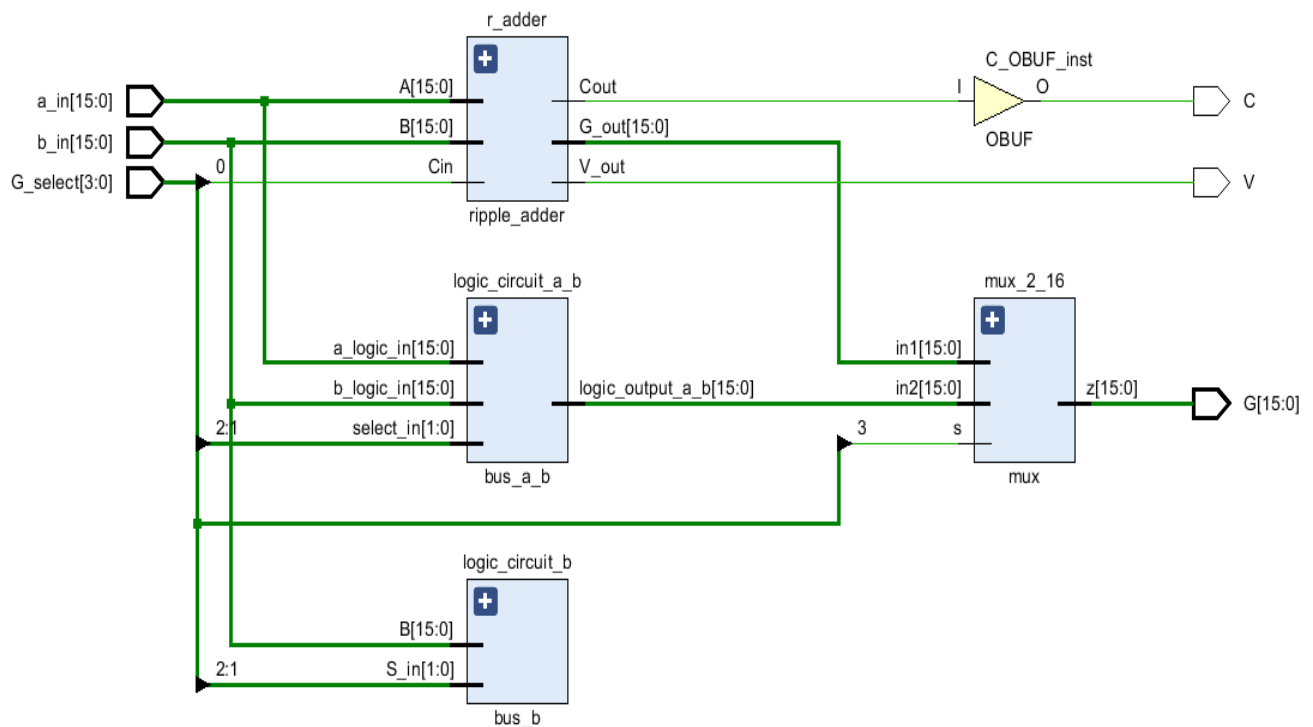 r_adder
C_OBUF_inst
a_in[15:0]
A[15:0]
Cout
I
O
C
b_in[15:0]
B[15:0]
G_out[15:0]
OBUF
G_select[3:0]
0
Cin
V_out
V
ripple_adder
logic_circuit_a_b
mux_2_16
a_logic_in[15:0]
in1[15:0]
b_logic_in[15:0]
logic_output_a_b[15:0]
in2[15:0]
z[15:0]
G[15:0]
2:1
select_in[1:0]
3
s
bus_a_b
mux
logic_circuit_b
B[15:0]
2:1
S_in[1:0]
bus_b